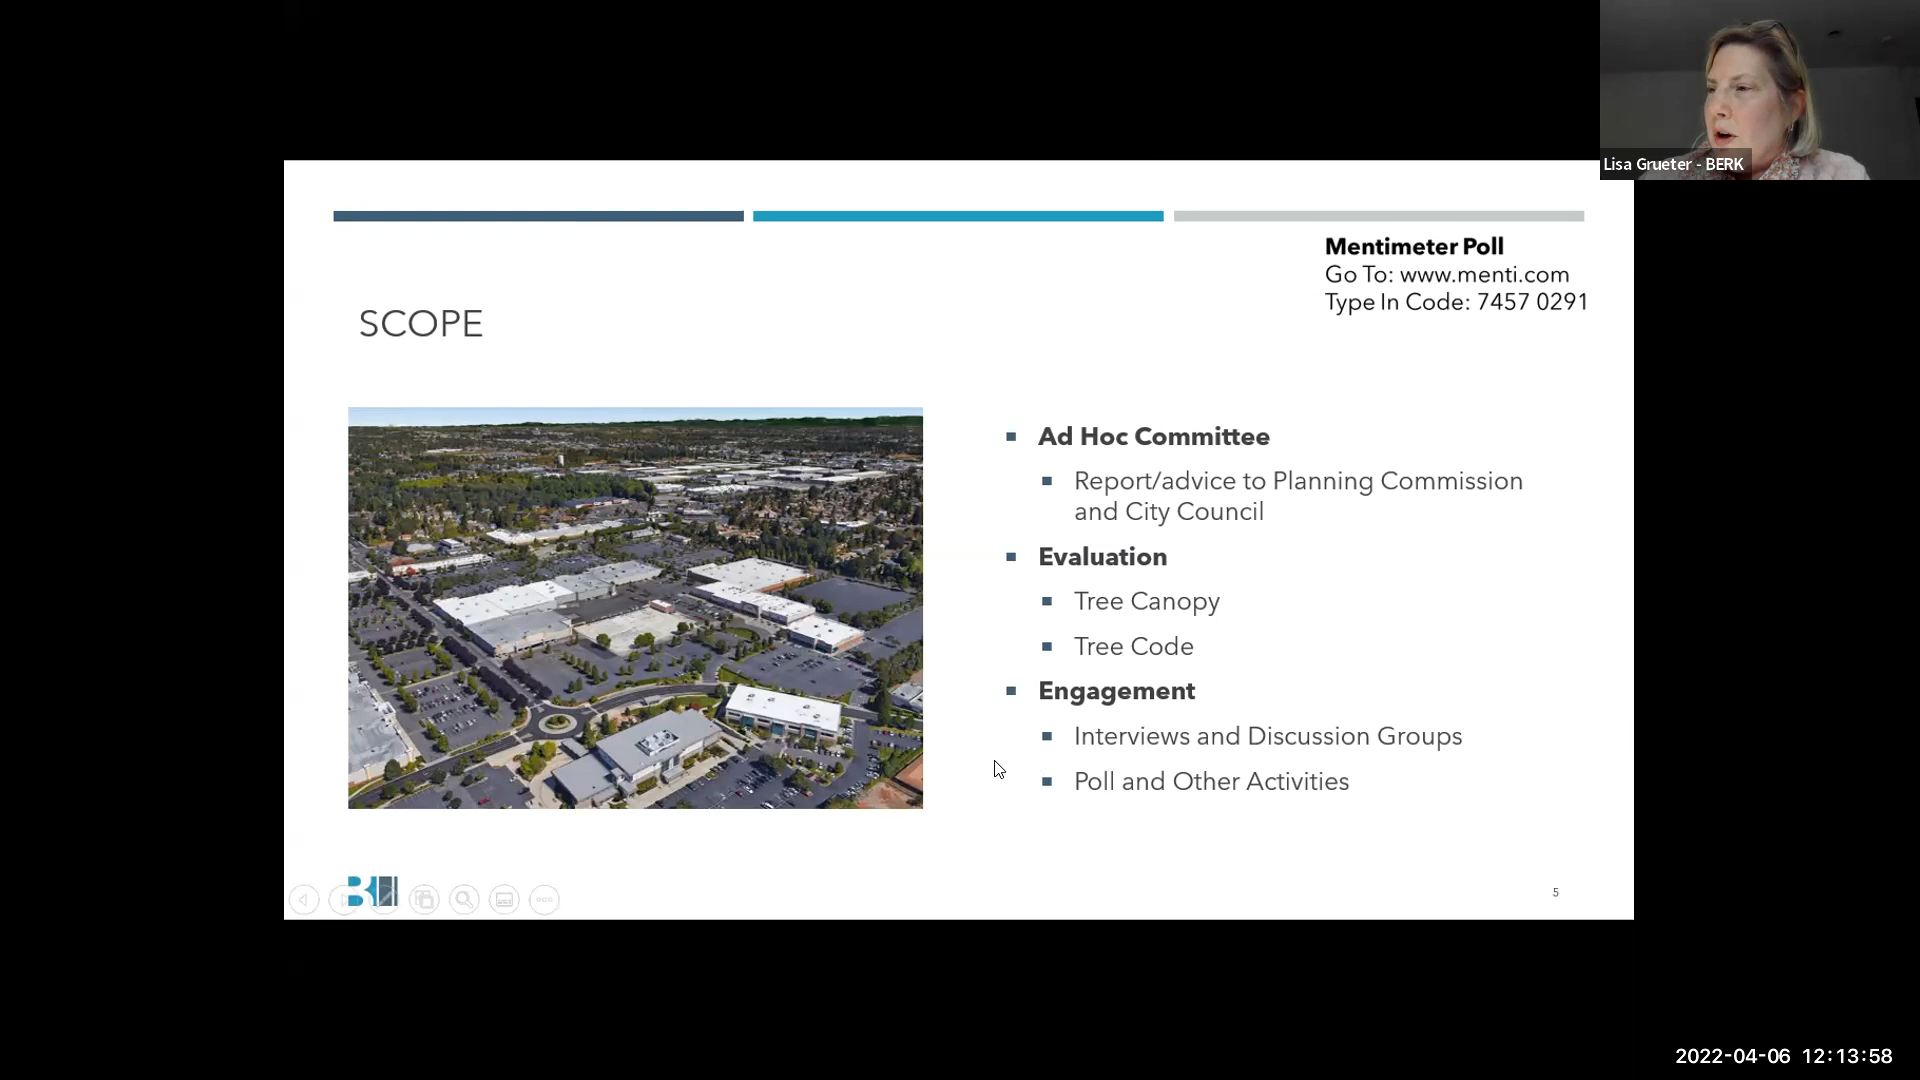 Lisa Grueter - BERK
Mentimeter Poll
Go To: www.menti.com
Type In Code: 7457 0291
SCOPE
Ad Hoc Committee
Report/advice to Planning Commission
and City Council
Evaluation
Tree Canopy
Tree Code
Engagement
Interviews and Discussion Groups
Poll and Other Activities
5
2022-04-06 12:13:58